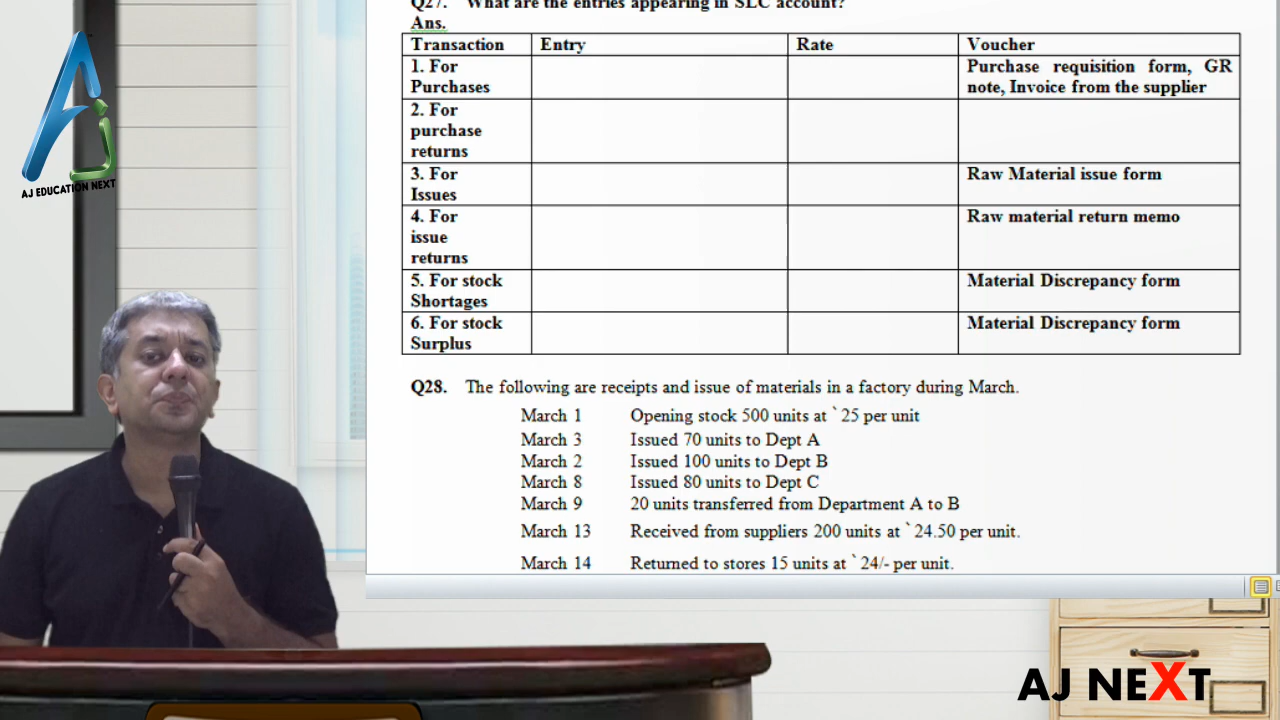 Q27. What are the entries appearing in SLC account?
Ans.
Transaction Entry Rate Voucher
1. For
Purchases
Purchase requisition form, GR
note, Invoice from the supplier
2. For
purchase
returns
3. For
Issues
Raw Material issue form
4. For
issue
returns
Raw material return memo
5. For stock
Shortages
Material Discrepancy form
6. For stock
Surplus
Material Discrepancy form
Q28. The following are receipts and issue of materials in a factory during March.
March 1 Opening stock 500 units at `25 per unit
March 3 Issued 70 units to Dept A
March 2 Issued 100 units to Dept B
March 8 Issued 80 units to Dept C
March 9 20 units transferred from Department A to B
March 13 Received from suppliers 200 units at `24.50 per unit.
March 14 Returned to stores 15 units at `24/- per unit.
AJ EDUCATION NEXT
AJ NEXT